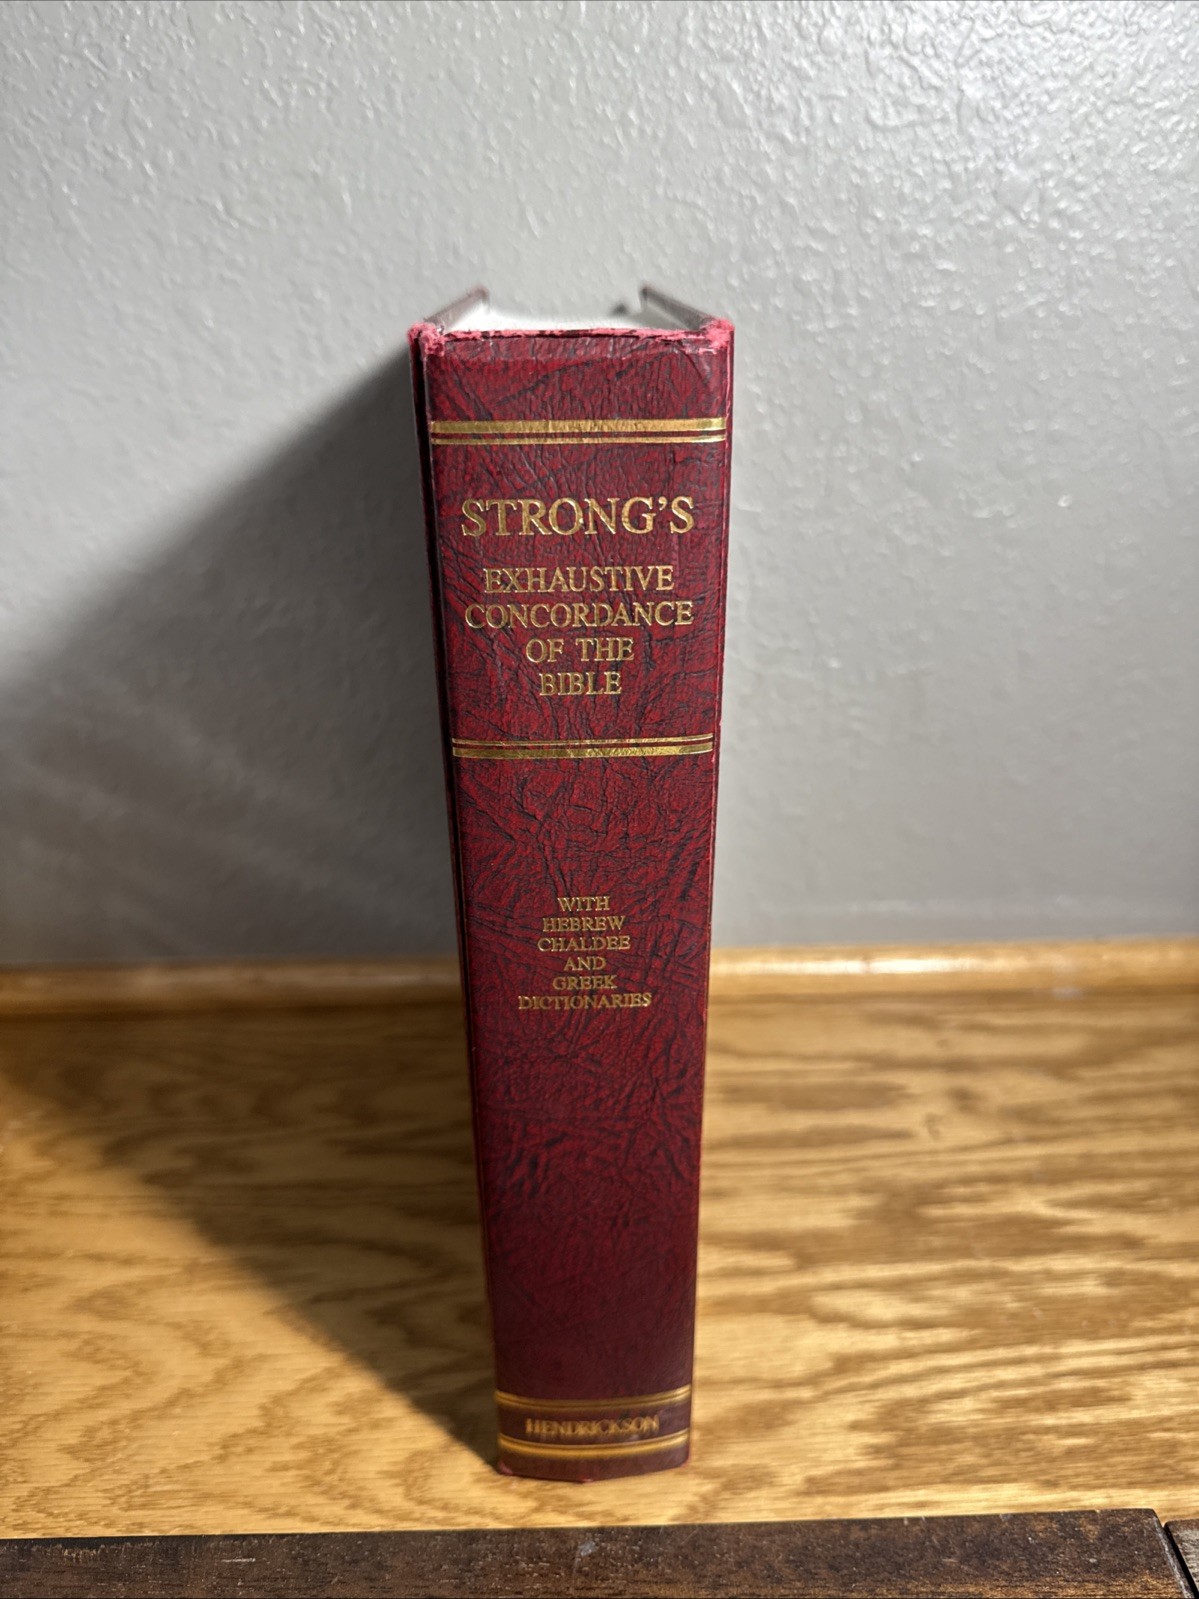 STRONG'S
EXHAUSTIVE
CONCORDANCE
OF THE
BIBLE
WITH
HEBREW
CHALDEE
AND
GREEK
DICTIONARIES
HENDRICKSON